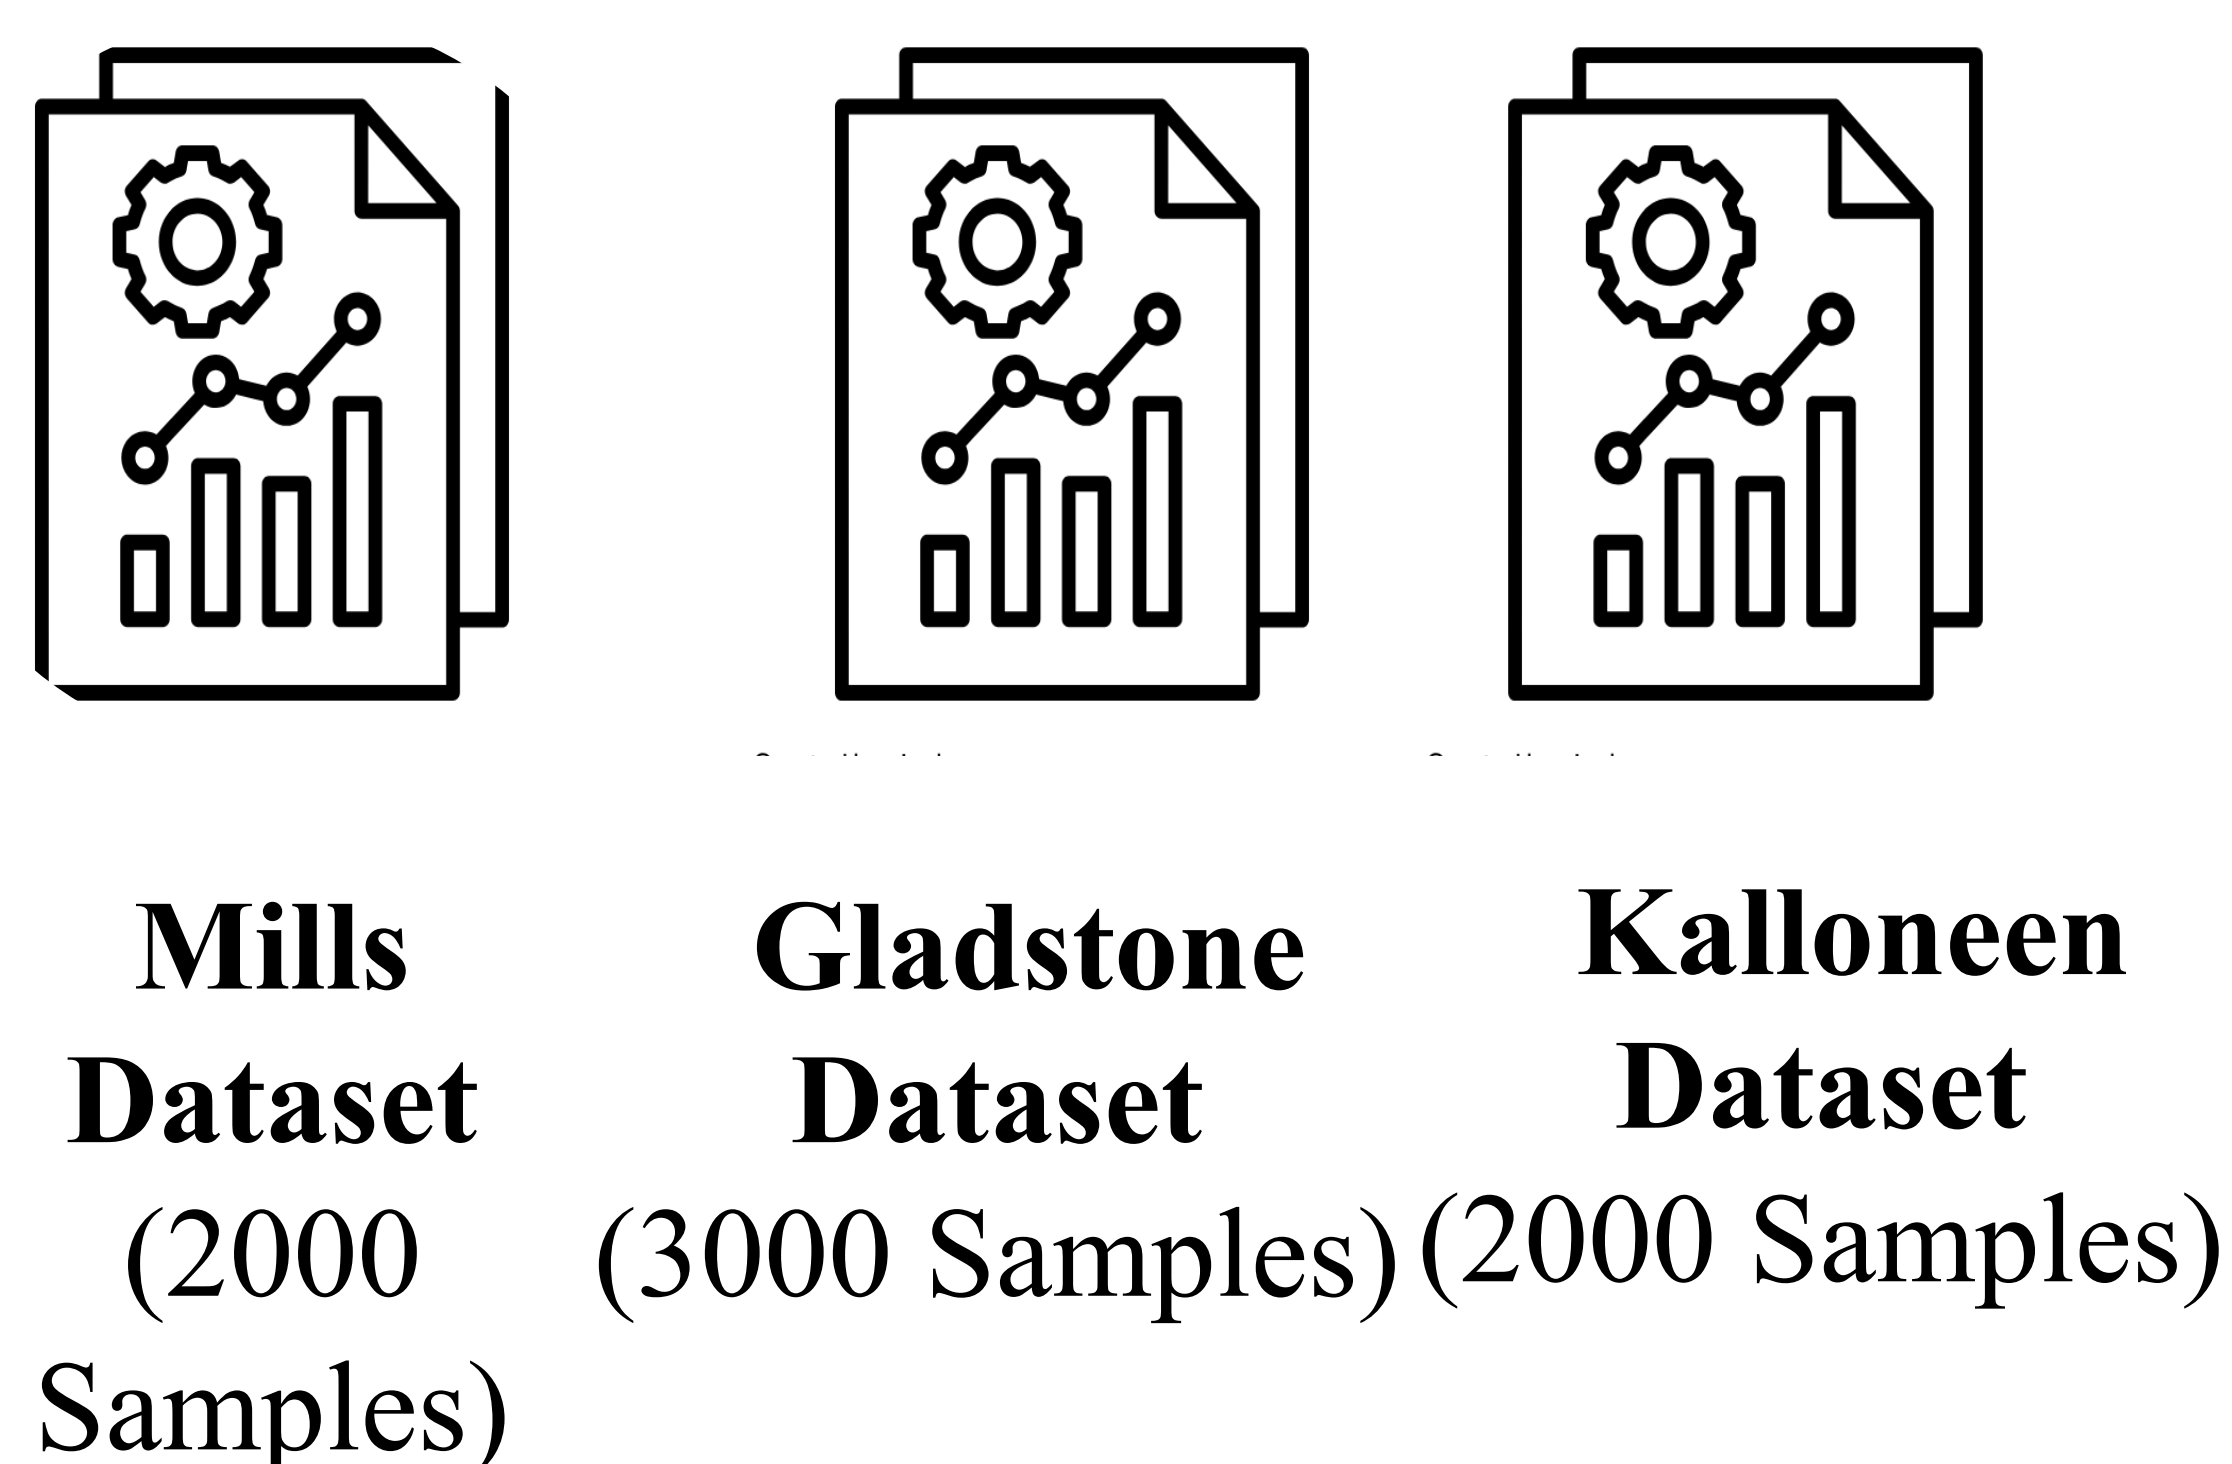 Mills
Dataset
(2000
Samples)
Gladstone
Dataset
(3000 Samples)
Kalloneen
Dataset
(2000 Samples)